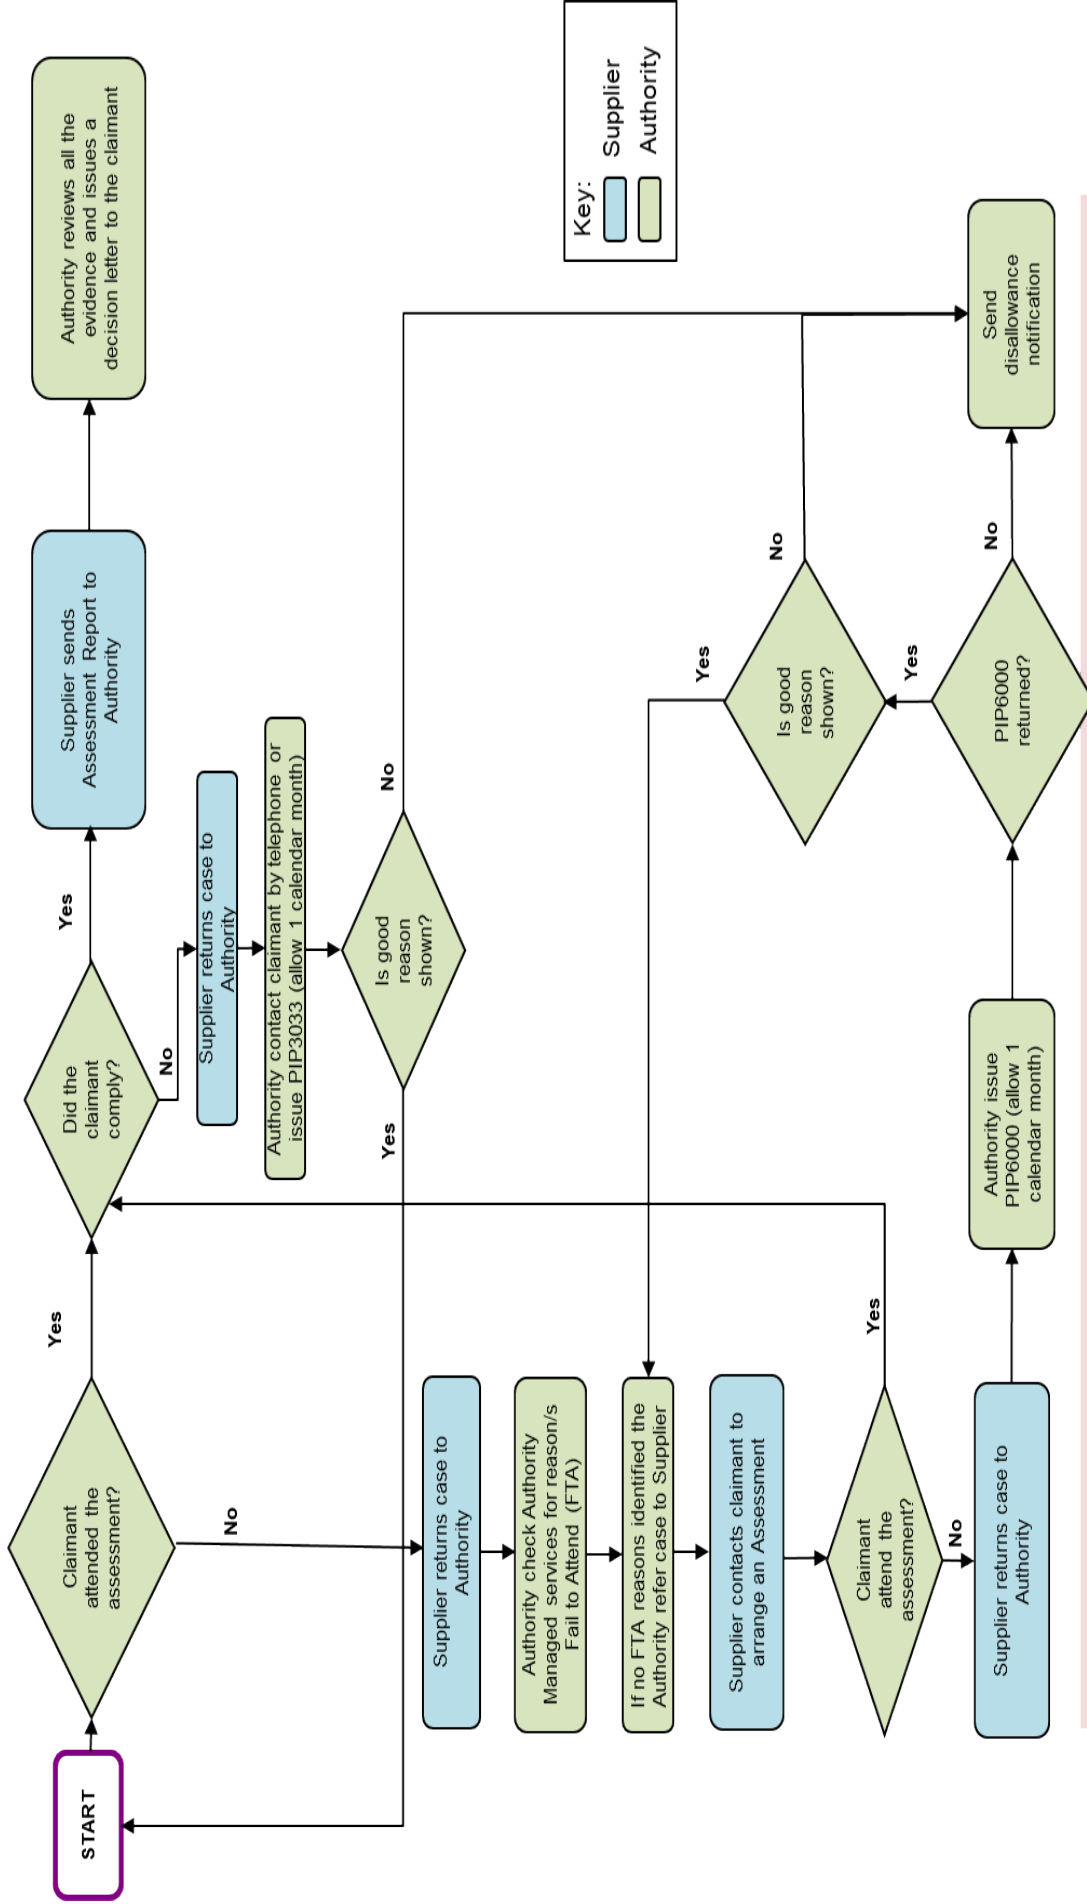 START
Claimant
attended the
assessment?
Yes
No
Did the
claimant
comply?
Yes
No
Supplier sends
Assessment Report to
Authority
Authority reviews all the
evidence and issues a
decision letter to the claimant
Supplier returns case to
Authority
Authority contact claimant by telephone or
issue PIP3033 (allow 1 calendar month)
Is good
reason
shown?
Yes
No
Supplier returns case to
Authority
Authority check Authority
Managed services for reason/s
Fail to Attend (FTA)
If no FTA reasons identified the
Authority refer case to Supplier
Supplier contacts claimant to
arrange an Assessment
Claimant
attend the
assessment?
Yes
No
Supplier returns case to
Authority
Authority issue
PIP6000 (allow 1
calendar month)
PIP6000
returned?
Yes
No
Is good
reason
shown?
Yes
No
Send
disallowance
notification
Key:
Supplier
Authority